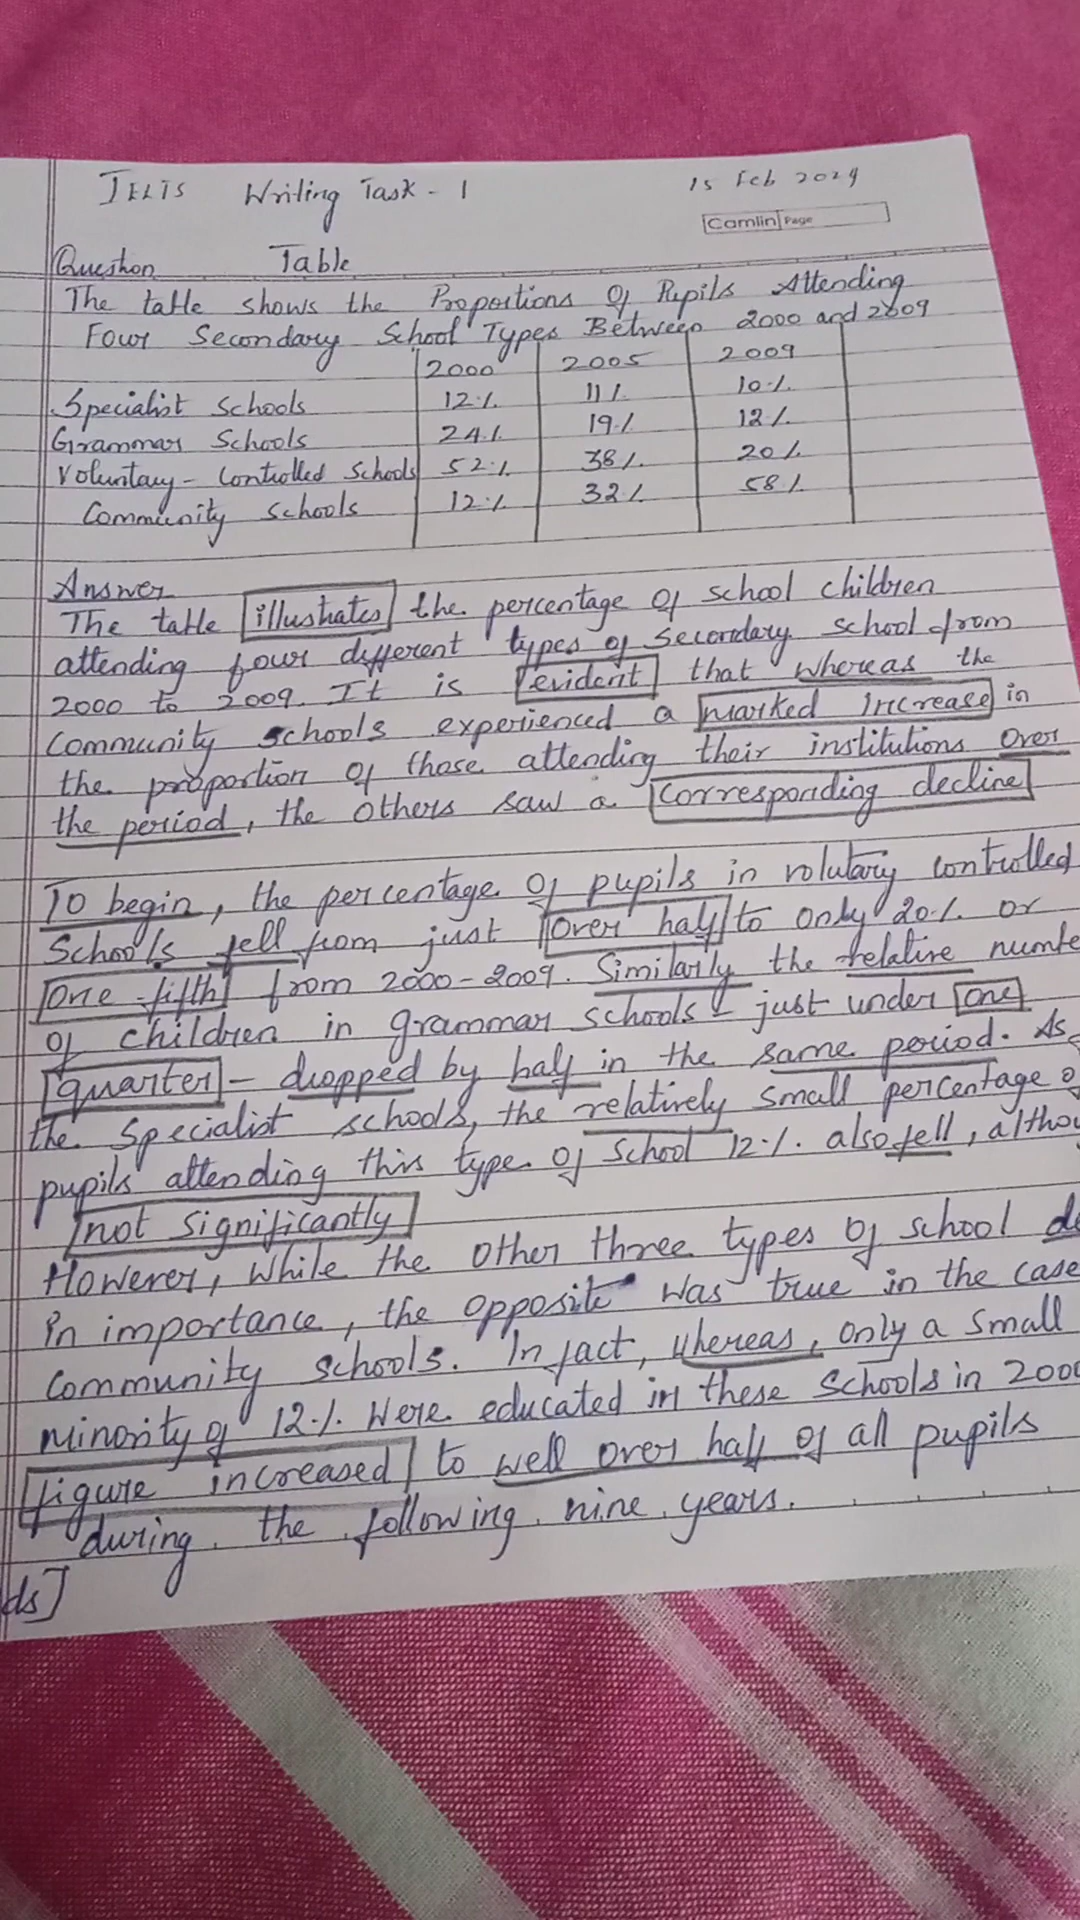 IELTS Writing Task - 1 15 Feb 2024
Camlin Page
Question Table
The table shows the Proportions of Pupils Attending
Four Secondary School Types Between 2000 and 2009
2000 2005 2009
Specialist Schools 12% 11% 10%
Grammar Schools 24% 19% 12%
Voluntary - Controlled Schools 52% 38% 20%
Community Schools 12% 32% 58%
Answer
The table illustrates the percentage of school children
attending four different types of secondary school from
2000 to 2009. It is evident that whereas the
Community schools experienced a marked increase in
the proportion of those attending their institutions over
the period, the others saw a corresponding decline
To begin, the percentage of pupils in volutary controlled
Schools fell from just over half to only 20% or
one-fifth from 2000-2009. Similarly the relative numbe
of children in grammar schools - just under one
quarter - dropped by half in the same period. As
the Specialist schools, the relatively small percentage o
pupils attending this type of School 12% also fell, althou
not significantly
However, while the other three types of school de
in importance, the opposite was true in the case
Community schools. In fact, whereas, only a small
minority of 12% were educated in these schools in 2000
figure increased to well over half of all pupils
during the following nine years.
ds]